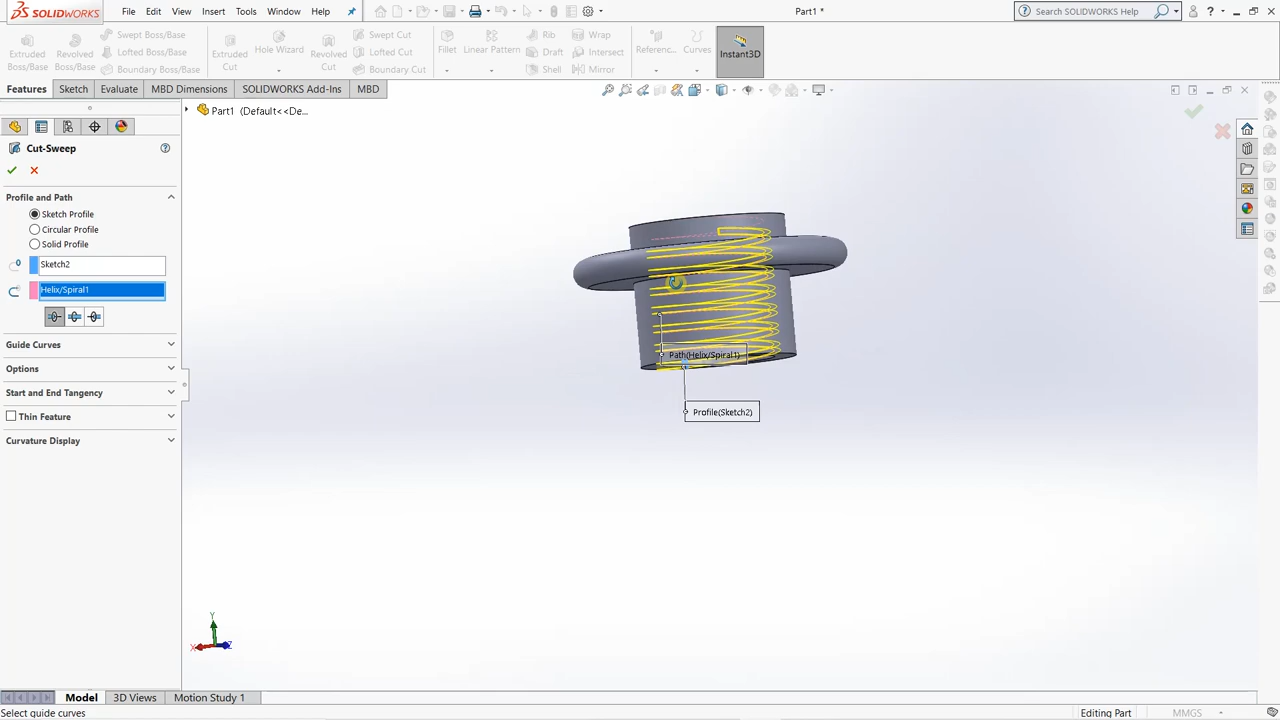 SOLIDWORKS
File Edit View Insert Tools Window Help
Part1 *
Search SOLIDWORKS Help
Extruded Boss/Base
Revolved Boss/Base
Swept Boss/Base
Lofted Boss/Base
Boundary Boss/Base
Extruded Cut
Hole Wizard
Revolved Cut
Swept Cut
Lofted Cut
Boundary Cut
Fillet
Linear Pattern
Rib
Draft
Shell
Wrap
Intersect
Mirror
Referenc...
Curves
Instant3D
Features Sketch Evaluate MBD Dimensions SOLIDWORKS Add-Ins MBD
Part1 (Default<<De...
Cut-Sweep
Profile and Path
Sketch Profile
Circular Profile
Solid Profile
Sketch2
Helix/Spiral1
Guide Curves
Options
Start and End Tangency
Thin Feature
Curvature Display
Path(Helix/Spiral1)
Profile(Sketch2)
Y
X
Z
Model 3D Views Motion Study 1
Select guide curves
Editing Part
MMGS